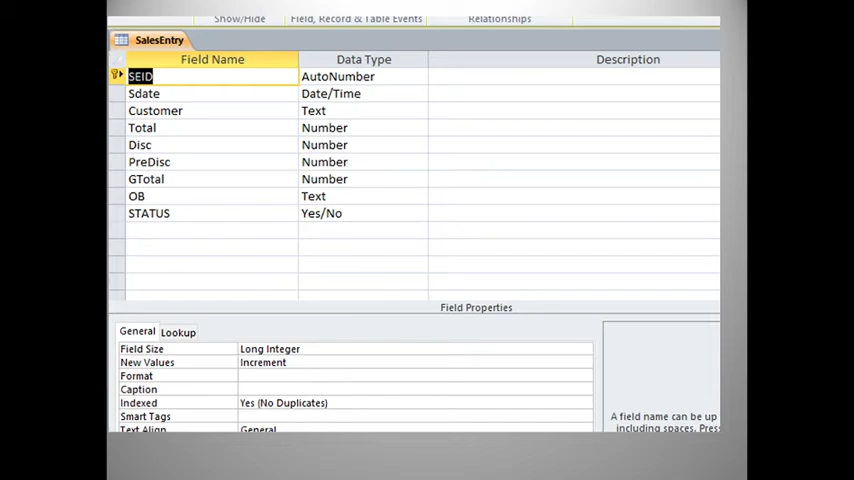 Show/Hide Field, Record & Table Events Relationships
SalesEntry
Field Name Data Type Description
SEID AutoNumber
Sdate Date/Time
Customer Text
Total Number
Disc Number
PreDisc Number
GTotal Number
OB Text
STATUS Yes/No
Field Properties
General Lookup
Field Size Long Integer
New Values Increment
Format
Caption
Indexed Yes (No Duplicates)
Smart Tags
Text Align General
A field name can be up
including spaces. Press